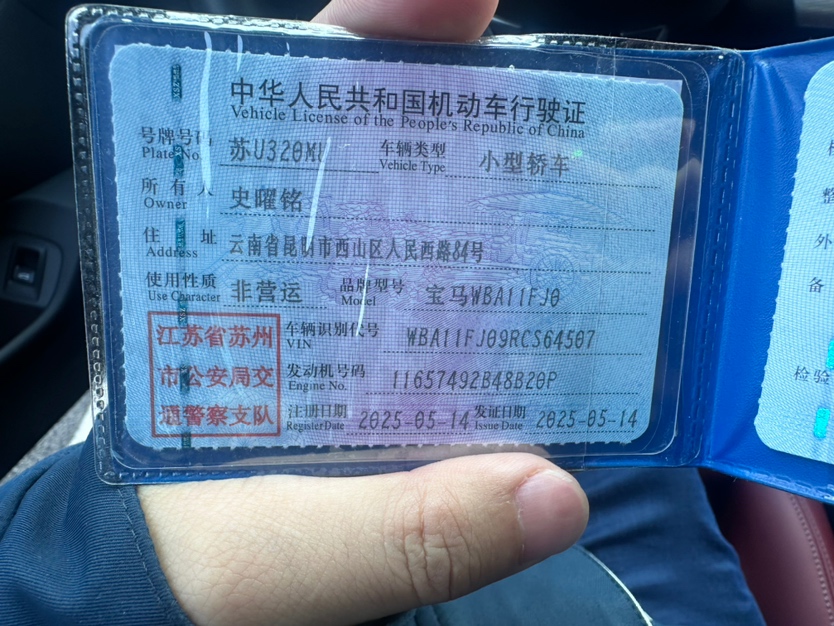 中华人民共和国机动车行驶证
Vehicle License of the People's Republic of China
号牌号码 苏U320M 车辆类型 小型轿车
Plate No. Vehicle Type
所有人 史曜铭
Owner
住址 云南省昆明市西山区人民西路84号
Address
使用性质 非营运 品牌型号 宝马WBA11FJ0
Use Character Model
江苏省苏州 车辆识别代号 WBA11FJ09RCS64507
VIN
市公安局交 发动机号码 11657492B48B20P
Engine No.
通警察支队 注册日期 2025-05-14 发证日期 2025-05-14
Register Date Issue Date
整
外
备
检验